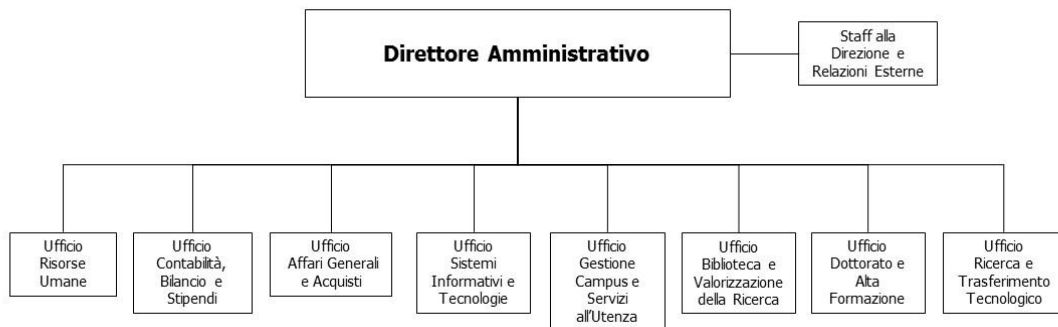 Direttore Amministrativo
Staff alla
Direzione e
Relazioni Esterne
Ufficio
Risorse
Umane
Ufficio
Contabilità,
Bilancio e
Stipendi
Ufficio
Affari Generali
e Acquisti
Ufficio
Sistemi
Informativi e
Tecnologie
Ufficio
Gestione
Campus e
Servizi
all'Utenza
Ufficio
Biblioteca e
Valorizzazione
della Ricerca
Ufficio
Dottorato e
Alta
Formazione
Ufficio
Ricerca e
Trasferimento
Tecnologico